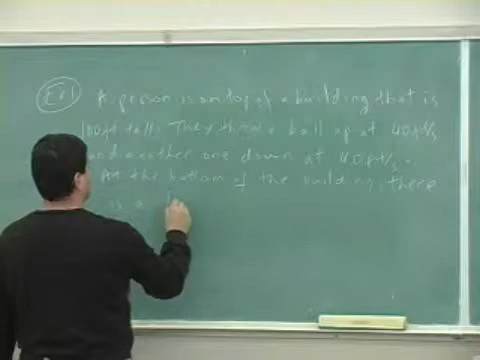 Ex1 A person is on top of a building that is
100ft tall. They throw a ball up at 40ft/s
and another one down at 40ft/s.
At the bottom of the building, there
is a